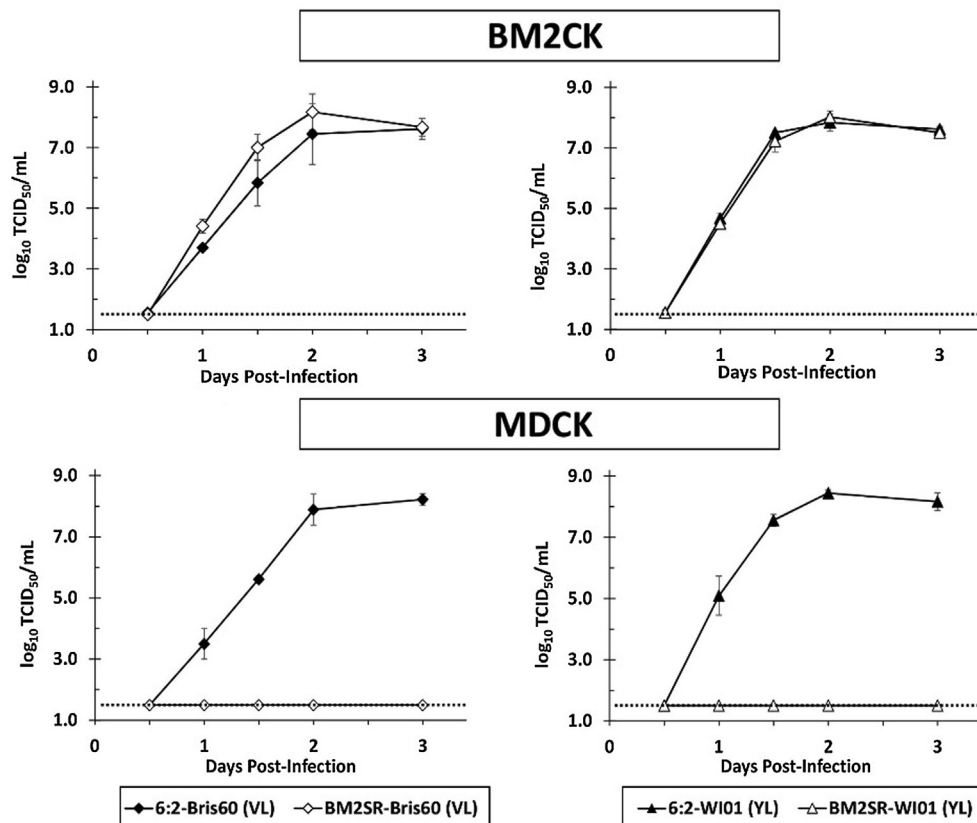 BM2CK
9.0
7.0
5.0
3.0
1.0
log₁₀ TCID₅₀/mL
0 1 2 3
Days Post-Infection
9.0
7.0
5.0
3.0
1.0
log₁₀ TCID₅₀/mL
0 1 2 3
Days Post-Infection
MDCK
9.0
7.0
5.0
3.0
1.0
log₁₀ TCID₅₀/mL
0 1 2 3
Days Post-Infection
6:2-Bris60 (VL) BM2SR-Bris60 (VL)
9.0
7.0
5.0
3.0
1.0
log₁₀ TCID₅₀/mL
0 1 2 3
Days Post-Infection
6:2-WI01 (YL) BM2SR-WI01 (YL)